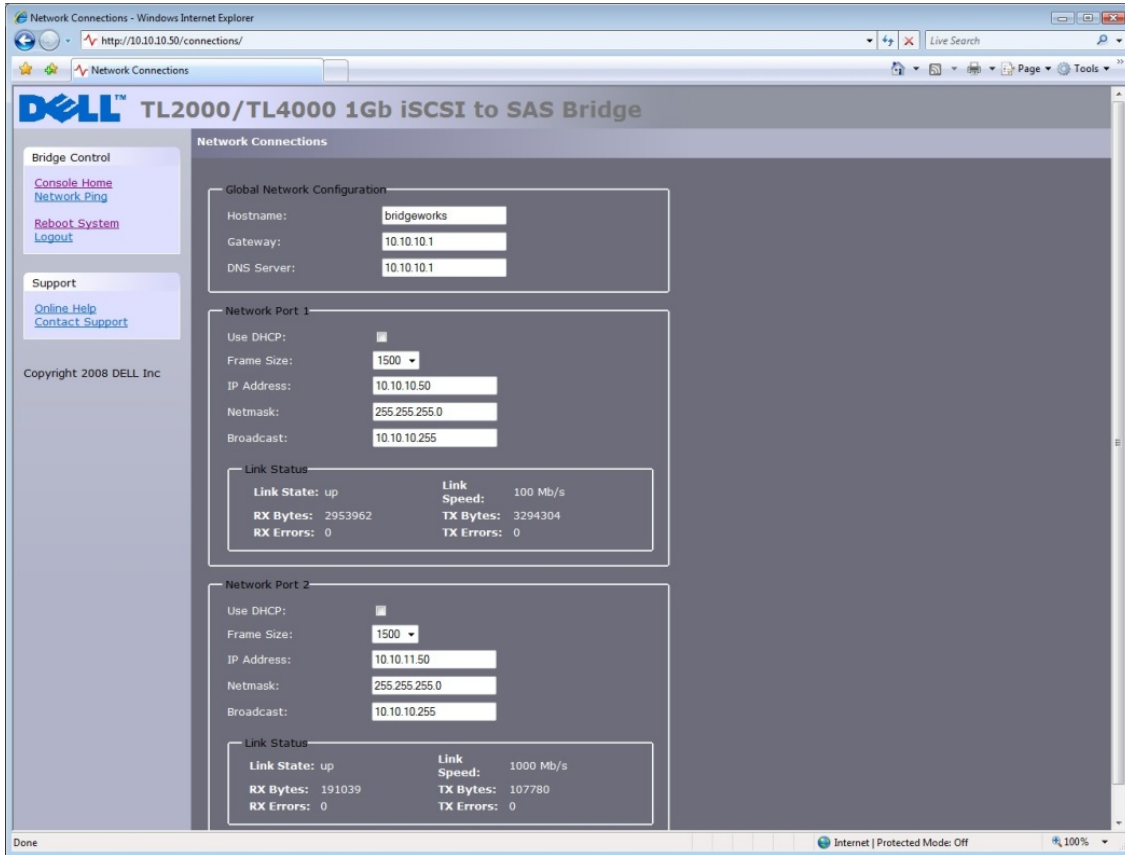 Network Connections - Windows Internet Explorer
http://10.10.10.50/connections/
Live Search
Network Connections
Page
Tools
DELL™ TL2000/TL4000 1Gb iSCSI to SAS Bridge
Network Connections
Bridge Control
Console Home
Network Ping
Reboot System
Logout
Support
Online Help
Contact Support
Copyright 2008 DELL Inc
Global Network Configuration
Hostname: bridgeworks
Gateway: 10.10.10.1
DNS Server: 10.10.10.1
Network Port 1
Use DHCP:
Frame Size: 1500
IP Address: 10.10.10.50
Netmask: 255.255.255.0
Broadcast: 10.10.10.255
Link Status
Link State: up Link Speed: 100 Mb/s
RX Bytes: 2953962 TX Bytes: 3294304
RX Errors: 0 TX Errors: 0
Network Port 2
Use DHCP:
Frame Size: 1500
IP Address: 10.10.11.50
Netmask: 255.255.255.0
Broadcast: 10.10.10.255
Link Status
Link State: up Link Speed: 1000 Mb/s
RX Bytes: 191039 TX Bytes: 107780
RX Errors: 0 TX Errors: 0
Done
Internet | Protected Mode: Off
100%